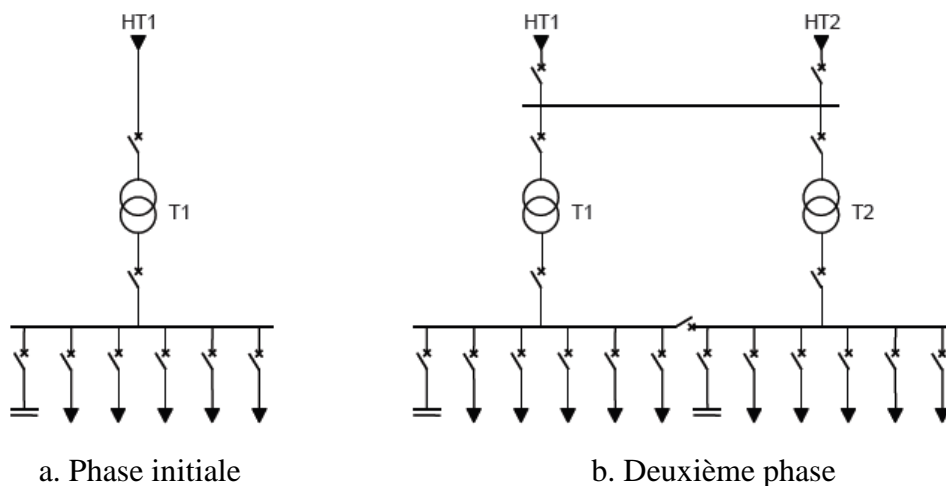 HT1
HT1
HT2
T1
T1
T2
a. Phase initiale
b. Deuxième phase